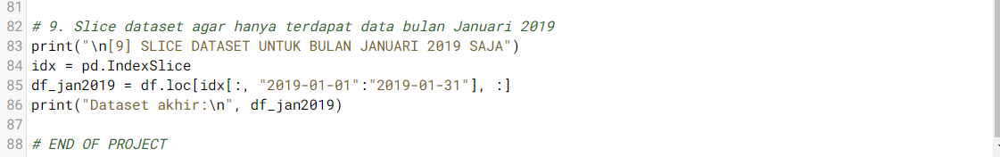 81
82 # 9. Slice dataset agar hanya terdapat data bulan Januari 2019
83 print("\n[9] SLICE DATASET UNTUK BULAN JANUARI 2019 SAJA")
84 idx = pd.IndexSlice
85 df_jan2019 = df.loc[idx[:, "2019-01-01":"2019-01-31"], :]
86 print("Dataset akhir:\n", df_jan2019)
87
88 # END OF PROJECT